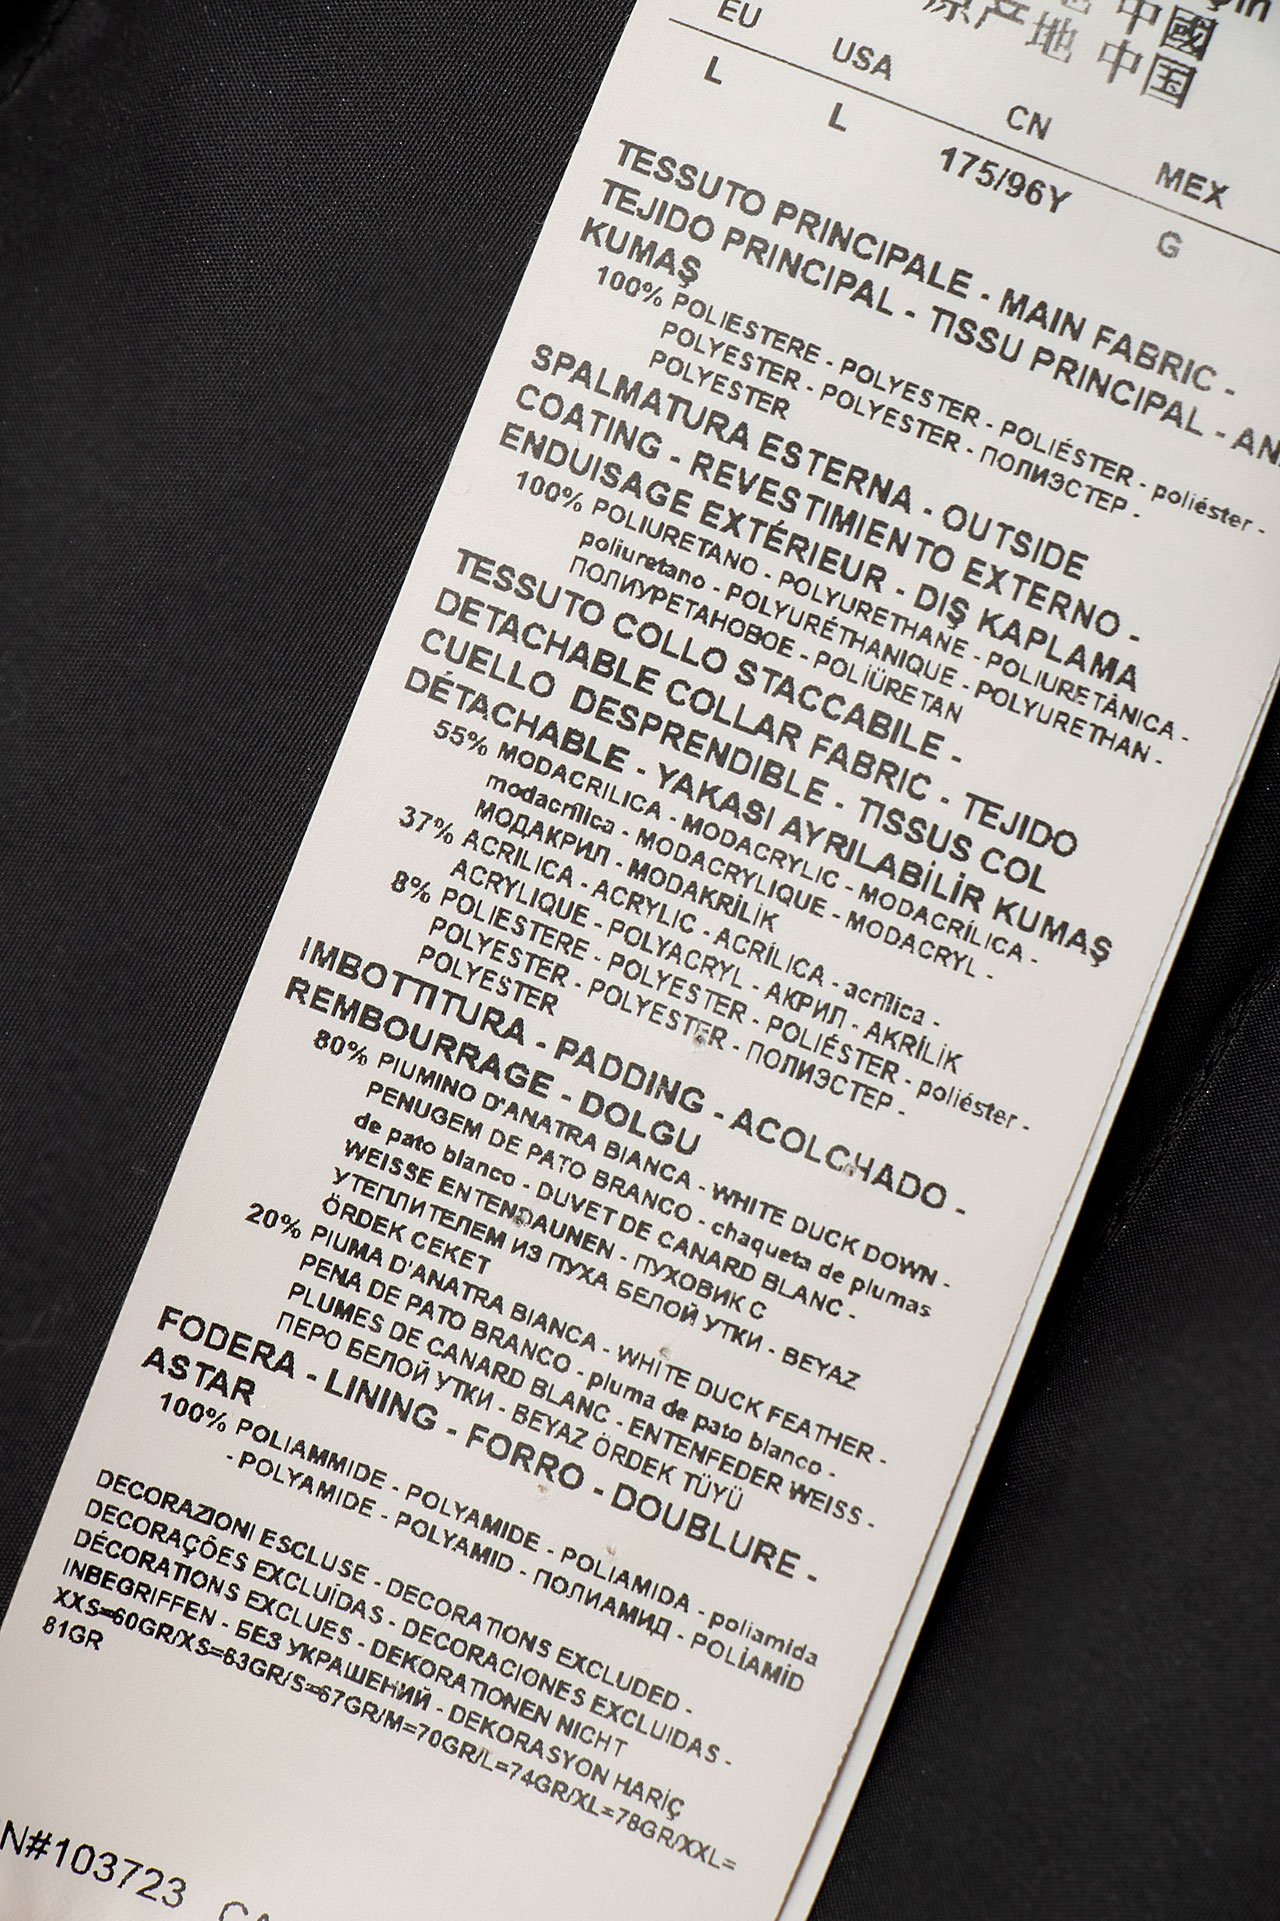 中國
原产地 中国
EU USA CN MEX
L L 175/96Y G
TESSUTO PRINCIPALE - MAIN FABRIC -
TEJIDO PRINCIPAL - TISSU PRINCIPAL - AN
KUMAŞ
100% POLIESTERE - POLYESTER - POLIÉSTER - poliéster -
POLYESTER - POLYESTER - ПОЛИЭСТЕР -
POLYESTER
SPALMATURA ESTERNA - OUTSIDE
COATING - REVESTIMIENTO EXTERNO -
ENDUISAGE EXTÉRIEUR - DIŞ KAPLAMA
100% POLIURETANO - POLYURETHANE - POLIURETÂNICA -
poliuretano - POLYURÉTHANIQUE - POLYURETHAN -
ПОЛИУРЕТАНОВОЕ - POLİÜRETAN
TESSUTO COLLO STACCABILE -
DETACHABLE COLLAR FABRIC - TEJIDO
CUELLO DESPRENDIBLE - TISSUS COL
DÉTACHABLE - YAKASI AYRILABİLİR KUMAŞ
55% MODACRILICA - MODACRYLIC - MODACRÍLICA -
modacrílica - MODACRYLIQUE - MODACRYL -
МОДАКРИЛ - MODAKRİLİK
37% ACRILICA - ACRYLIC - ACRÍLICA - acrílica -
ACRYLIQUE - POLYACRYL - АКРИЛ - AKRİLİK
8% POLIESTERE - POLYESTER - POLIÉSTER - poliéster -
POLYESTER - POLYESTER - ПОЛИЭСТЕР -
POLYESTER
IMBOTTITURA - PADDING - ACOLCHADO -
REMBOURRAGE - DOLGU
80% PIUMINO D'ANATRA BIANCA - WHITE DUCK DOWN -
PENUGEM DE PATO BRANCO - chaqueta de plumas
de pato blanco - DUVET DE CANARD BLANC -
WEISSE ENTENDAUNEN - ПУХОВИК С
УТЕПЛИТЕЛЕМ ИЗ ПУХА БЕЛОЙ УТКИ - BEYAZ
ÖRDEK CEKET
20% PIUMA D'ANATRA BIANCA - WHITE DUCK FEATHER -
PENA DE PATO BRANCO - pluma de pato blanco -
PLUMES DE CANARD BLANC - ENTENFEDER WEISS -
ПЕРО БЕЛОЙ УТКИ - BEYAZ ÖRDEK TÜYÜ
FODERA - LINING - FORRO - DOUBLURE -
ASTAR
100% POLIAMMIDE - POLYAMIDE - POLIAMIDA - poliamida
- POLYAMIDE - POLYAMID - ПОЛИАМИД - POLİAMİD
DECORAZIONI ESCLUSE - DECORATIONS EXCLUDED -
DECORAÇÕES EXCLUÍDAS - DECORACIONES EXCLUIDAS -
DÉCORATIONS EXCLUES - DEKORATIONEN NICHT
INBEGRIFFEN - БЕЗ УКРАШЕНИЙ - DEKORASYON HARİÇ
XXS=60GR/XS=63GR/S=67GR/M=70GR/L=74GR/XL=78GR/XXL=
81GR
N#103723 CA